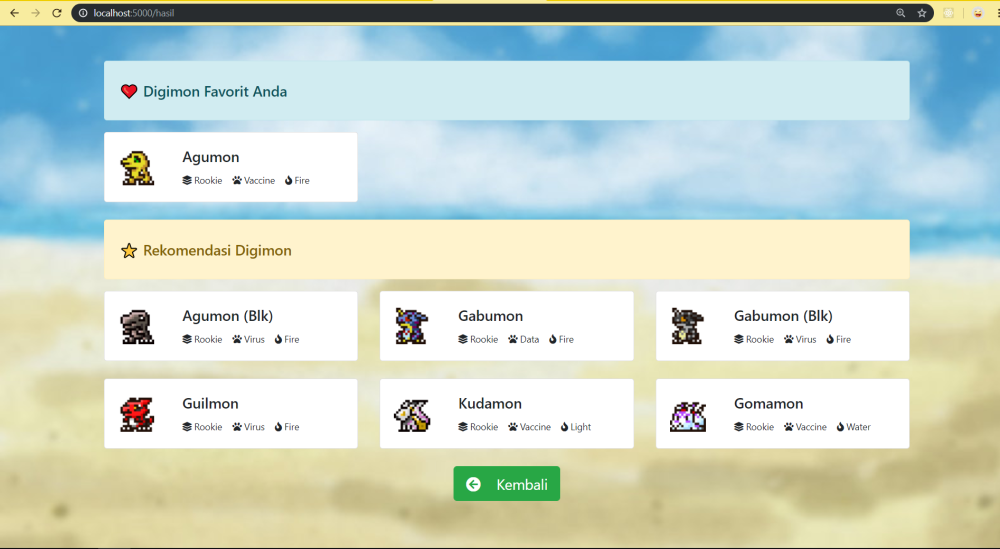 localhost:5000/hasil
Digimon Favorit Anda
Agumon
Rookie Vaccine Fire
Rekomendasi Digimon
Agumon (Blk)
Rookie Virus Fire
Gabumon
Rookie Data Fire
Gabumon (Blk)
Rookie Virus Fire
Guilmon
Rookie Virus Fire
Kudamon
Rookie Vaccine Light
Gomamon
Rookie Vaccine Water
Kembali